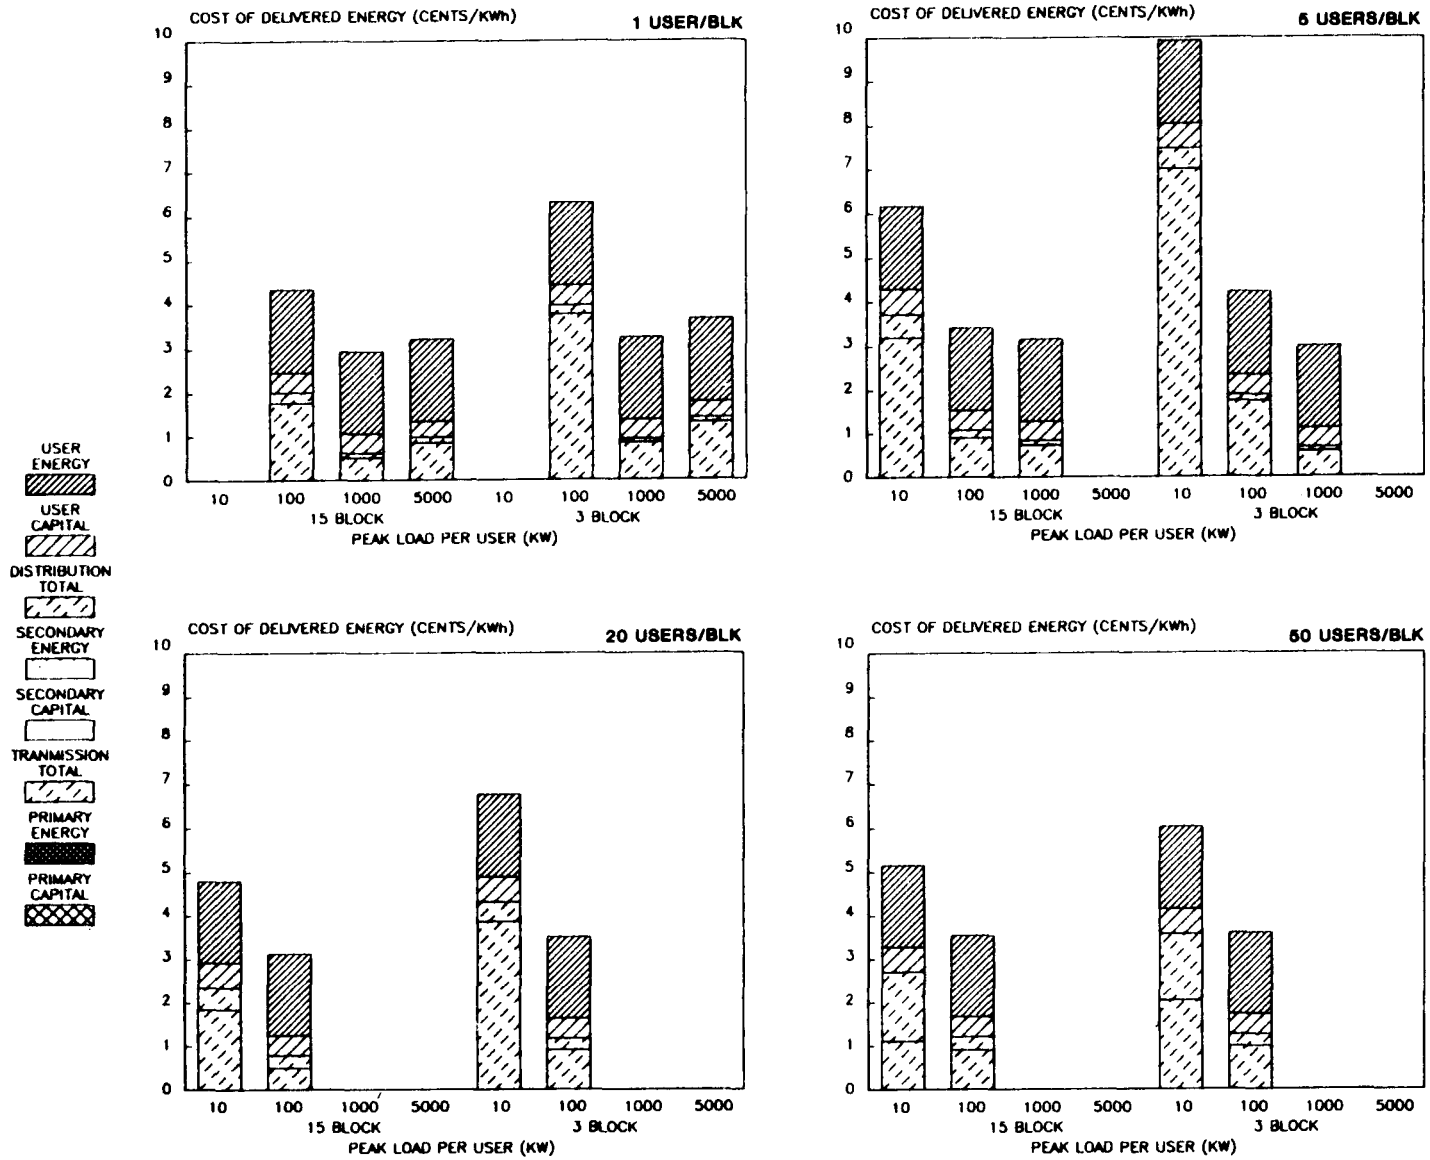 COST OF DELIVERED ENERGY (CENTS/KWh)
1 USER/BLK
10
9
8
7
6
5
4
3
2
1
0
10 100 1000 5000 10 100 1000 5000
15 BLOCK 3 BLOCK
PEAK LOAD PER USER (KW)
COST OF DELIVERED ENERGY (CENTS/KWh)
5 USERS/BLK
10
9
8
7
6
5
4
3
2
1
0
10 100 1000 5000 10 100 1000 5000
15 BLOCK 3 BLOCK
PEAK LOAD PER USER (KW)
USER
ENERGY
USER
CAPITAL
DISTRIBUTION
TOTAL
SECONDARY
ENERGY
SECONDARY
CAPITAL
TRANMISSION
TOTAL
PRIMARY
ENERGY
PRIMARY
CAPITAL
COST OF DELIVERED ENERGY (CENTS/KWh)
20 USERS/BLK
10
9
8
7
6
5
4
3
2
1
0
10 100 1000 5000 10 100 1000 5000
15 BLOCK 3 BLOCK
PEAK LOAD PER USER (KW)
COST OF DELIVERED ENERGY (CENTS/KWh)
50 USERS/BLK
10
9
8
7
6
5
4
3
2
1
0
10 100 1000 5000 10 100 1000 5000
15 BLOCK 3 BLOCK
PEAK LOAD PER USER (KW)